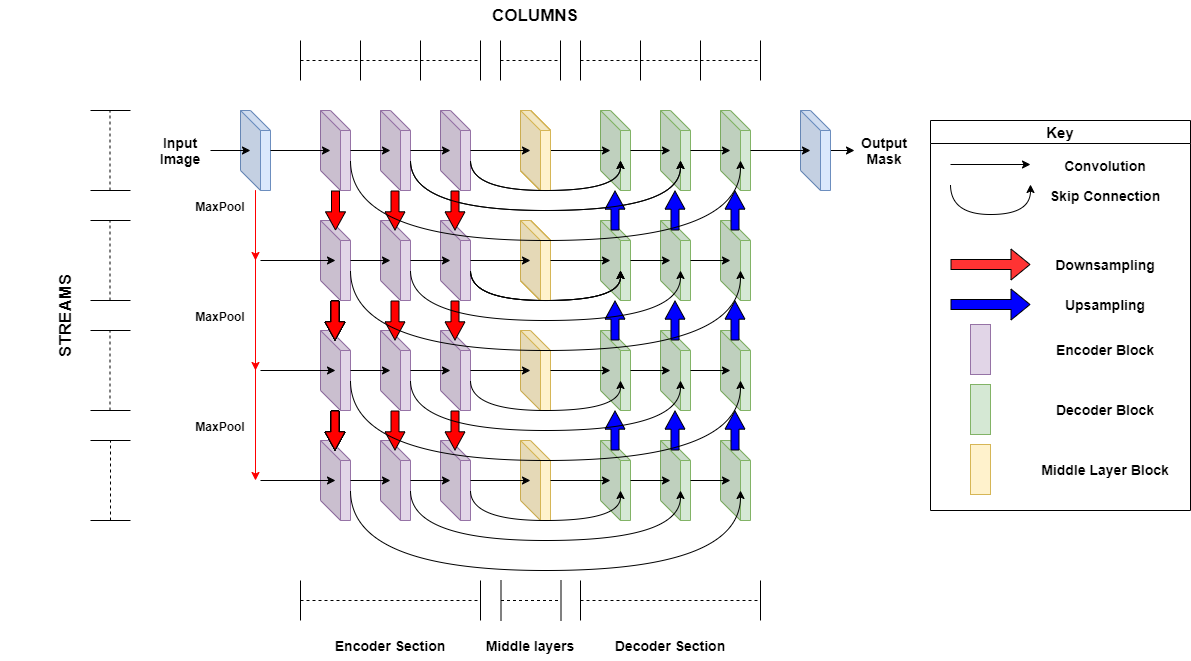 COLUMNS
Input
Image
Output
Mask
MaxPool
MaxPool
MaxPool
STREAMS
Key
Convolution
Skip Connection
Downsampling
Upsampling
Encoder Block
Decoder Block
Middle Layer Block
Encoder Section
Middle layers
Decoder Section